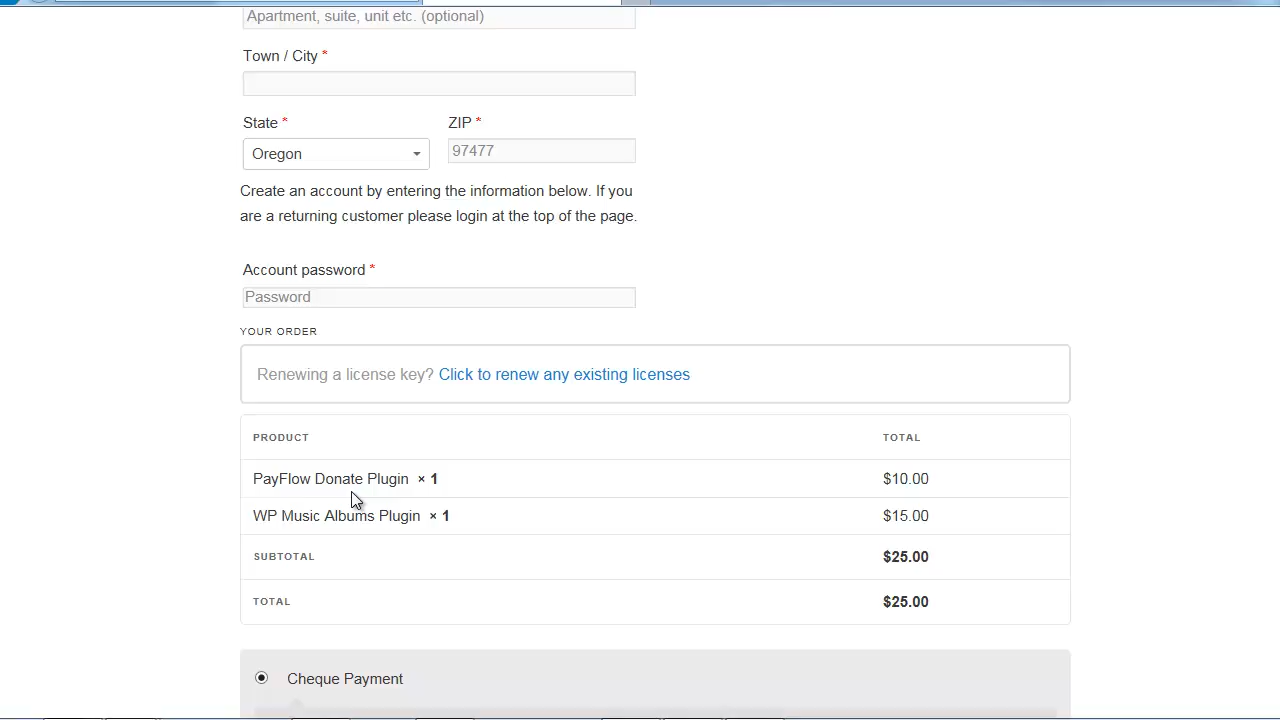 Apartment, suite, unit etc. (optional)
Town / City *
State * ZIP *
Oregon 97477
Create an account by entering the information below. If you
are a returning customer please login at the top of the page.
Account password *
Password
YOUR ORDER
Renewing a license key? Click to renew any existing licenses
PRODUCT TOTAL
PayFlow Donate Plugin × 1 $10.00
WP Music Albums Plugin × 1 $15.00
SUBTOTAL $25.00
TOTAL $25.00
Cheque Payment